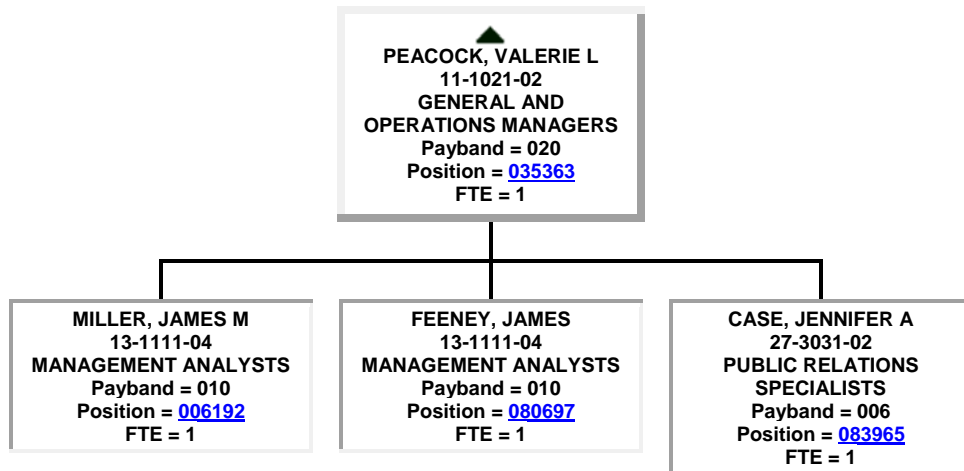 PEACOCK, VALERIE L
11-1021-02
GENERAL AND
OPERATIONS MANAGERS
Payband = 020
Position = 035363
FTE = 1
MILLER, JAMES M
13-1111-04
MANAGEMENT ANALYSTS
Payband = 010
Position = 006192
FTE = 1
FEENEY, JAMES
13-1111-04
MANAGEMENT ANALYSTS
Payband = 010
Position = 080697
FTE = 1
CASE, JENNIFER A
27-3031-02
PUBLIC RELATIONS
SPECIALISTS
Payband = 006
Position = 083965
FTE = 1